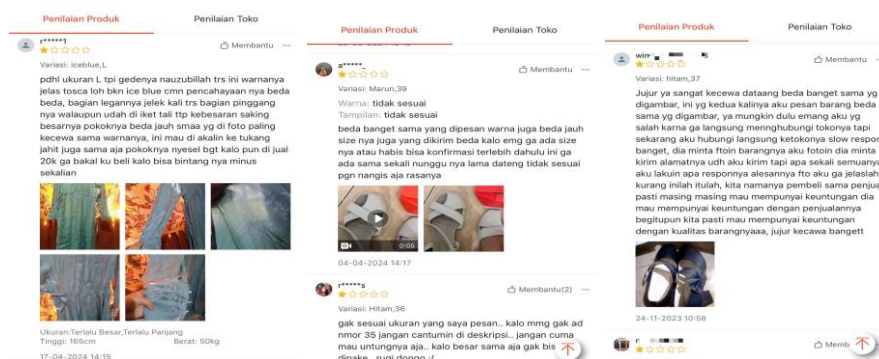 Penilaian Produk Penilaian Toko
r*****1
Membantu
Variasi: iceblue,L
pdhl ukuran L tpi gedenya nauzubillah trs ini warnanya
jelas tosca loh bkn ice blue cmn pencahayaan nya beda
beda, bagian legannya jelek kali trs bagian pinggang
nya walaupun udah di iket tali ttp kebesaran saking
besarnya pokoknya beda jauh smaa yg di foto paling
kecewa sama warnanya, ini mau di akalin ke tukang
jahit juga sama aja pokoknya nyesel bgt kalo pun di jual
20k ga bakal ku beli kalo bisa bintang nya minus
sekalian
Ukuran:Terlalu Besar,Terlalu Panjang
Tinggi: 165cm Berat: 50kg
17-04-2024 14:15
Penilaian Produk Penilaian Toko
a*****_
Membantu
Variasi: Marun,39
Warna: tidak sesuai
Tampilan: tidak sesuai
beda banget sama yang dipesan warna juga beda jauh
size nya juga yang dikirim beda kalo emg ga ada size
nya atau habis bisa konfirmasi terlebih dahulu ini ga
ada sama sekali nunggu nya lama dateng tidak sesuai
pgn nangis aja rasanya
0:05
04-04-2024 14:17
r*****s
Membantu(2)
Variasi: Hitam,36
gak sesuai ukuran yang saya pesan.. kalo mmg gak ad
nmor 35 jangan cantumin di deskripsi.. jangan cuma
mau untungnya aja.. kalo besar sama aja gak bis
dipake.. rugi dongg :/
Penilaian Produk Penilaian Toko
Membantu
Variasi: hitam,37
Jujur ya sangat kecewa dataang beda banget sama yg
digambar, ini yg kedua kalinya aku pesan barang beda
sama yg digambar, ya mungkin dulu emang aku yg
salah karna ga langsung mennghubungi tokonya tapi
sekarang aku hubungi langsung ketokonya slow respon
banget, dia minta ftoin barangnya aku fotoin dia minta
kirim alamatnya udh aku kirim tapi apa sekali semuanya
aku lakuin apa responnya alesannya fto aku ga jelaslah
kurang inilah itulah, kita namanya pembeli sama penjual
pasti masing masing mau mempunyai keuntungan dia
mau mempunyai keuntungan dengan penjualannya
begitupun kita pasti mau mempunyai keuntungan
dengan kualitas barangnyaaa, jujur kecawa bangett
24-11-2023 10:58
Memb